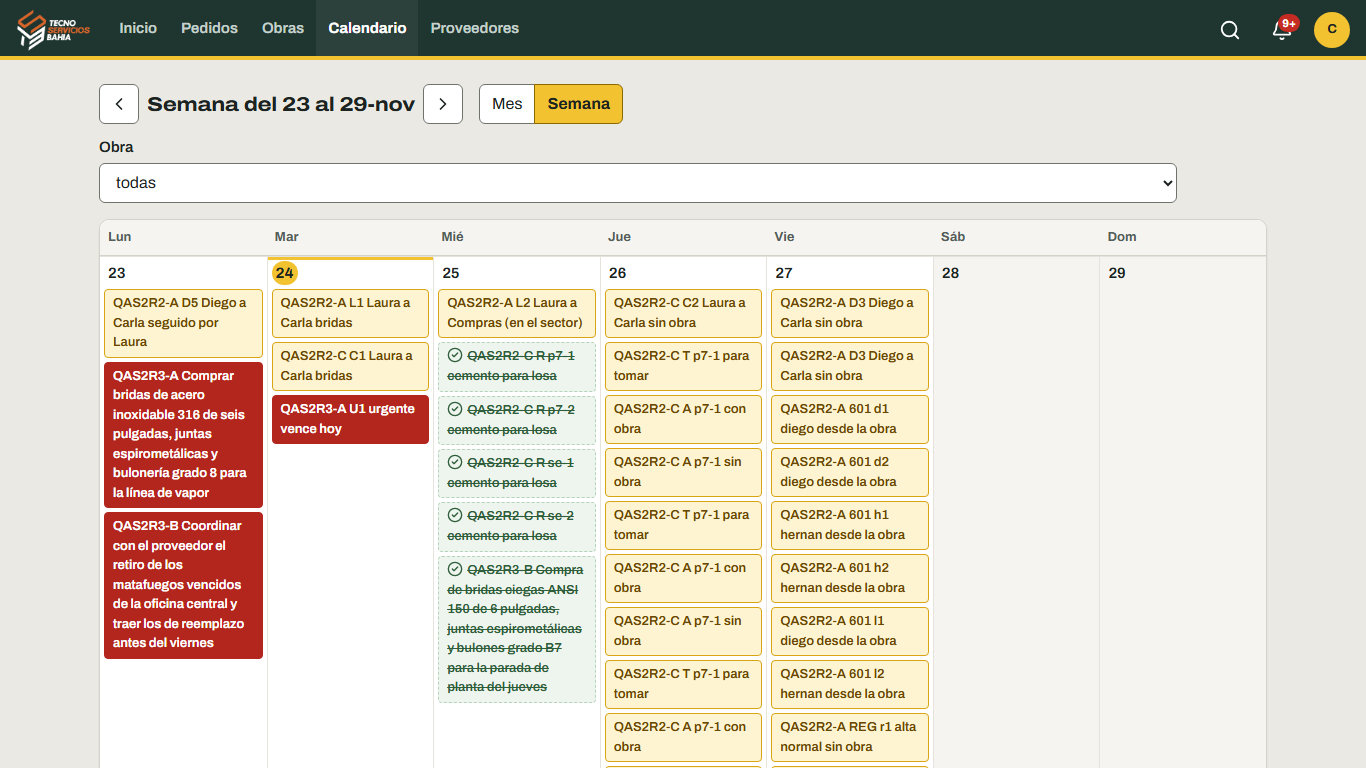 TECNO
SERVICIOS
BAHIA
Inicio
Pedidos
Obras
Calendario
Proveedores
9+
C
Semana del 23 al 29-nov
Mes
Semana
Obra
todas
Lun
Mar
Mié
Jue
Vie
Sáb
Dom
23
QAS2R2-A D5 Diego a
Carla seguido por
Laura
QAS2R3-A Comprar
bridas de acero
inoxidable 316 de seis
pulgadas, juntas
espirometálicas y
bulonería grado 8 para
la línea de vapor
QAS2R3-B Coordinar
con el proveedor el
retiro de los
matafuegos vencidos
de la oficina central y
traer los de reemplazo
antes del viernes
24
QAS2R2-A L1 Laura a
Carla bridas
QAS2R2-C C1 Laura a
Carla bridas
QAS2R3-A U1 urgente
vence hoy
25
QAS2R2-A L2 Laura a
Compras (en el sector)
QAS2R2-C R p7-1
cemento para losa
QAS2R2-C R p7-2
cemento para losa
QAS2R2-C R sc-1
cemento para losa
QAS2R2-C R sc-2
cemento para losa
QAS2R3-B Compra
de bridas ciegas ANSI
150 de 6 pulgadas,
juntas espirometálicas
y bulones grado B7
para la parada de
planta del jueves
26
QAS2R2-C C2 Laura a
Carla sin obra
QAS2R2-C T p7-1 para
tomar
QAS2R2-C A p7-1 con
obra
QAS2R2-C A p7-1 sin
obra
QAS2R2-C T p7-1 para
tomar
QAS2R2-C A p7-1 con
obra
QAS2R2-C A p7-1 sin
obra
QAS2R2-C T p7-1 para
tomar
QAS2R2-C A p7-1 con
obra
27
QAS2R2-A D3 Diego a
Carla sin obra
QAS2R2-A D3 Diego a
Carla sin obra
QAS2R2-A 601 d1
diego desde la obra
QAS2R2-A 601 d2
diego desde la obra
QAS2R2-A 601 h1
hernan desde la obra
QAS2R2-A 601 h2
hernan desde la obra
QAS2R2-A 601 l1
diego desde la obra
QAS2R2-A 601 l2
hernan desde la obra
QAS2R2-A REG r1 alta
normal sin obra
28
29